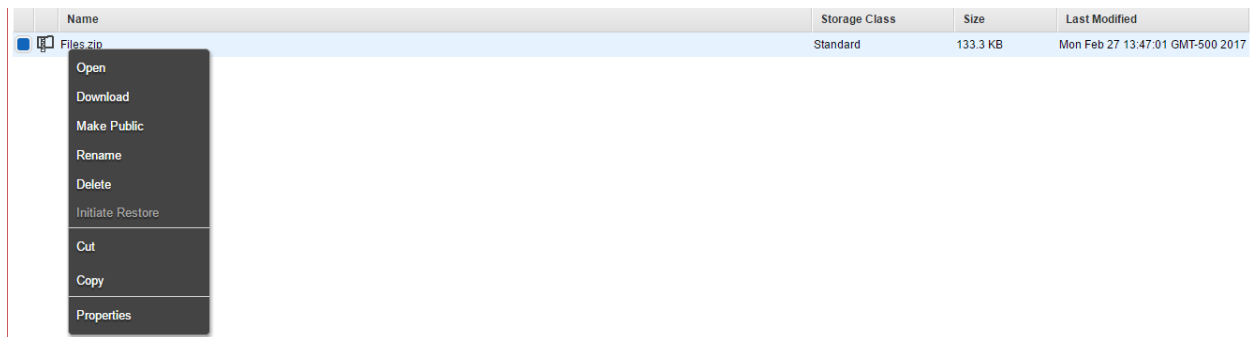 Name Storage Class Size Last Modified
Files.zip Standard 133.3 KB Mon Feb 27 13:47:01 GMT-500 2017
Open
Download
Make Public
Rename
Delete
Initiate Restore
Cut
Copy
Properties